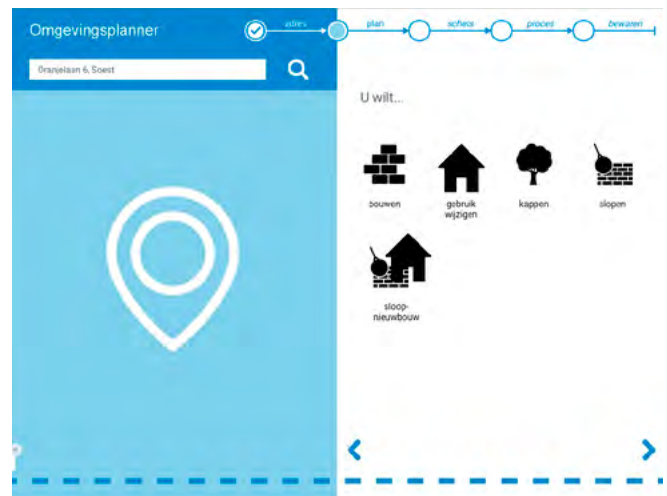 Omgevingsplanner
adres
plan
schets
proces
bewaren
Oranjelaan 6, Soest
U wilt...
bouwen
gebruik
wijzigen
kappen
slopen
sloop-
nieuwbouw